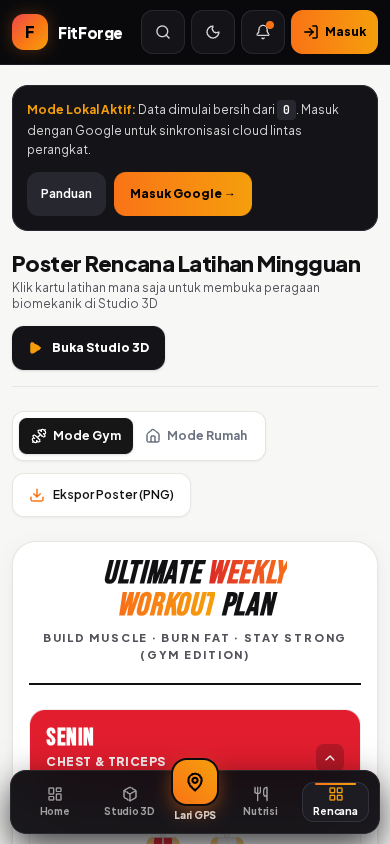 F FitForge Masuk
Mode Lokal Aktif: Data dimulai bersih dari 0. Masuk
dengan Google untuk sinkronisasi cloud lintas
perangkat.
Panduan Masuk Google →
Poster Rencana Latihan Mingguan
Klik kartu latihan mana saja untuk membuka peragaan
biomekanik di Studio 3D
Buka Studio 3D
Mode Gym Mode Rumah
Ekspor Poster (PNG)
ULTIMATE WEEKLY
WORKOUT PLAN
BUILD MUSCLE · BURN FAT · STAY STRONG
(GYM EDITION)
SENIN
CHEST & TRICEPS
Home Studio 3D Lari GPS Nutrisi Rencana